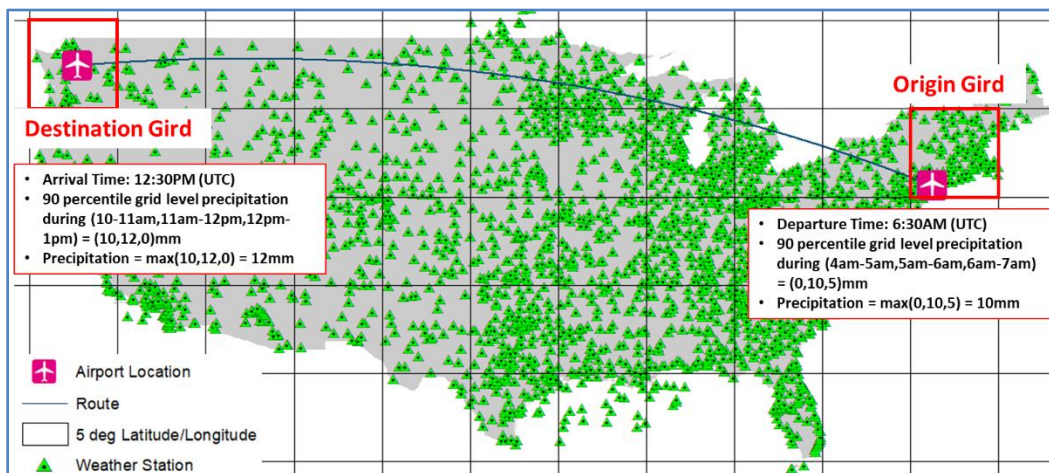 Origin Gird
Destination Gird
• Arrival Time: 12:30PM (UTC)
• 90 percentile grid level precipitation
during (10-11am,11am-12pm,12pm-
1pm) = (10,12,0)mm
• Precipitation = max(10,12,0) = 12mm
• Departure Time: 6:30AM (UTC)
• 90 percentile grid level precipitation
during (4am-5am,5am-6am,6am-7am)
= (0,10,5)mm
• Precipitation = max(0,10,5) = 10mm
Airport Location
Route
5 deg Latitude/Longitude
Weather Station